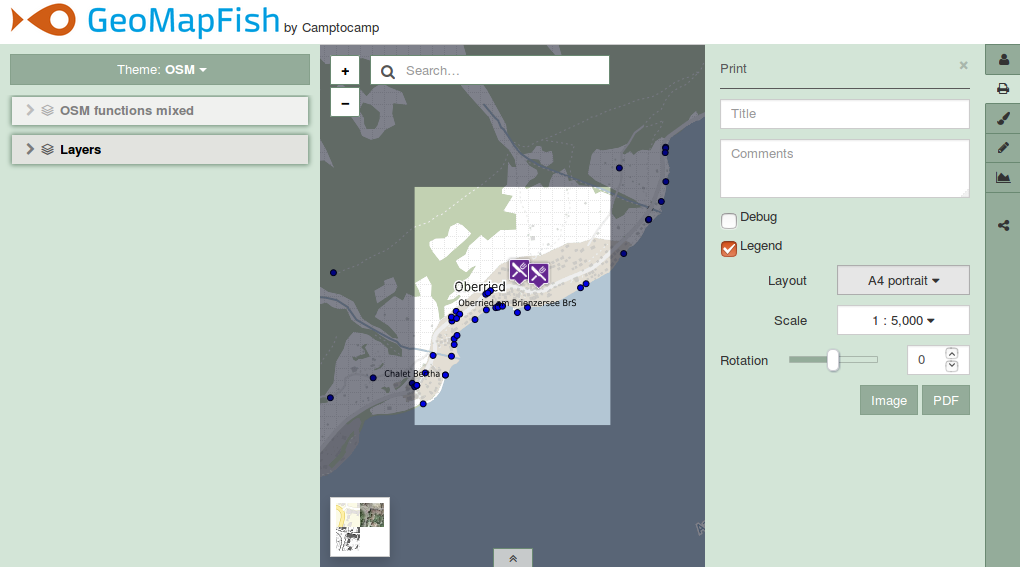 GeoMapFish by Camptocamp
Theme: OSM
OSM functions mixed
Layers
+
−
Search…
Oberried
Oberried am Brienzersee BrS
Chalet Bertha
Print
×
Title
Comments
Debug
Legend
Layout
A4 portrait
Scale
1 : 5,000
Rotation
0
Image
PDF